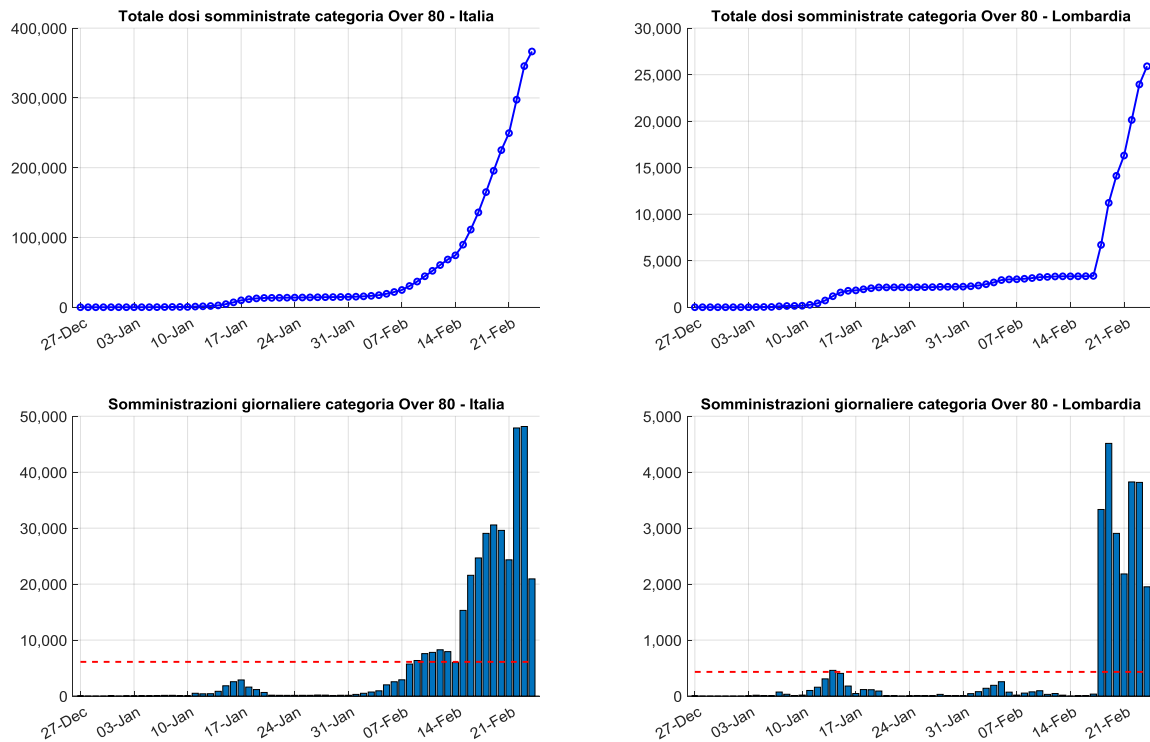 Totale dosi somministrate categoria Over 80 - Italia
400,000
300,000
200,000
100,000
0
27-Dec
03-Jan
10-Jan
17-Jan
24-Jan
31-Jan
07-Feb
14-Feb
21-Feb
Totale dosi somministrate categoria Over 80 - Lombardia
30,000
25,000
20,000
15,000
10,000
5,000
0
27-Dec
03-Jan
10-Jan
17-Jan
24-Jan
31-Jan
07-Feb
14-Feb
21-Feb
Somministrazioni giornaliere categoria Over 80 - Italia
50,000
40,000
30,000
20,000
10,000
0
27-Dec
03-Jan
10-Jan
17-Jan
24-Jan
31-Jan
07-Feb
14-Feb
21-Feb
Somministrazioni giornaliere categoria Over 80 - Lombardia
5,000
4,000
3,000
2,000
1,000
0
27-Dec
03-Jan
10-Jan
17-Jan
24-Jan
31-Jan
07-Feb
14-Feb
21-Feb